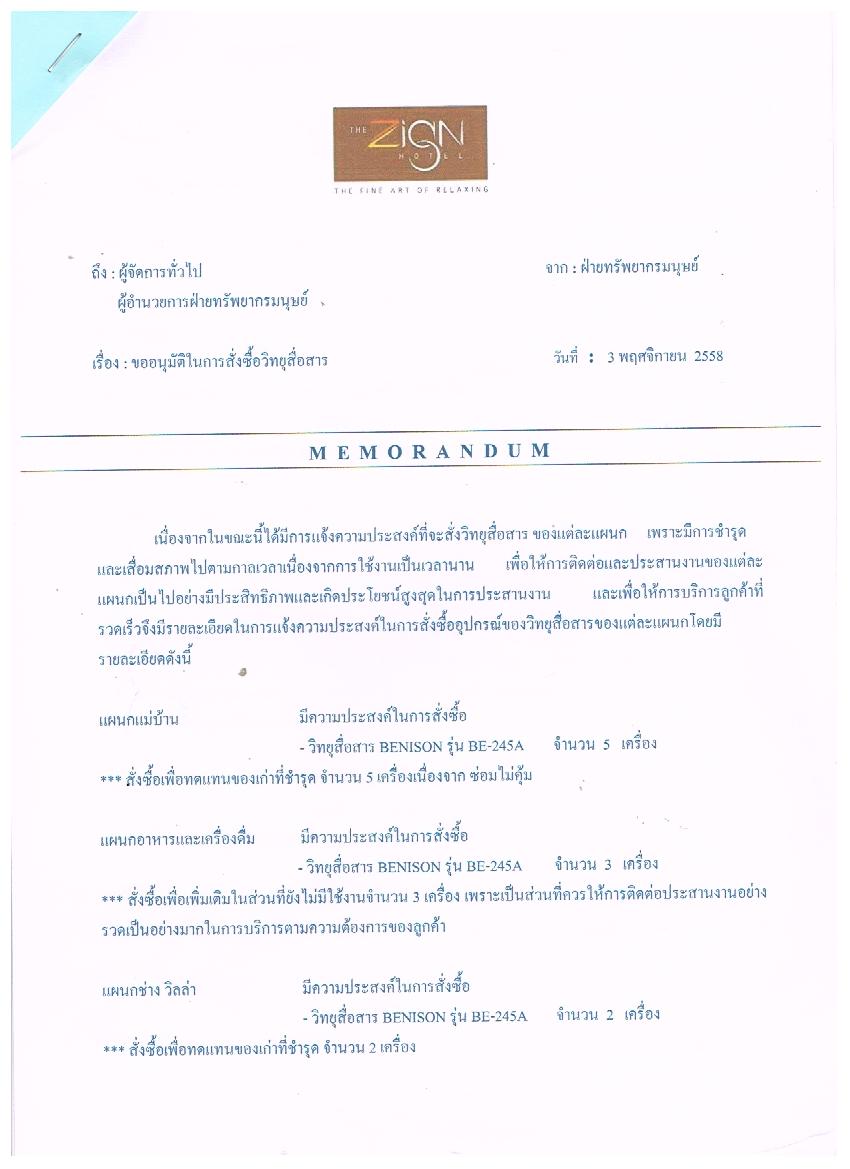 THE ZIGN
HOTEL
THE FINE ART OF RELAXING
ถึง : ผู้จัดการทั่วไป จาก : ฝ่ายทรัพยากรมนุษย์
ผู้อำนวยการฝ่ายทรัพยากรมนุษย์
เรื่อง : ขออนุมัติในการสั่งซื้อวิทยุสื่อสาร วันที่ : 3 พฤศจิกายน 2558
MEMORANDUM
เนื่องจากในขณะนี้ได้มีการแจ้งความประสงค์ที่จะสั่งวิทยุสื่อสาร ของแต่ละแผนก เพราะมีการชำรุด
และเสื่อมสภาพไปตามกาลเวลาเนื่องจากการใช้งานเป็นเวลานาน เพื่อให้การติดต่อและประสานงานของแต่ละ
แผนกเป็นไปอย่างมีประสิทธิภาพและเกิดประโยชน์สูงสุดในการประสานงาน และเพื่อให้การบริการลูกค้าที่
รวดเร็วจึงมีรายละเอียดในการแจ้งความประสงค์ในการสั่งซื้ออุปกรณ์ของวิทยุสื่อสารของแต่ละแผนกโดยมี
รายละเอียดดังนี้
แผนกแม่บ้าน มีความประสงค์ในการสั่งซื้อ
- วิทยุสื่อสาร BENISON รุ่น BE-245A จำนวน 5 เครื่อง
*** สั่งซื้อเพื่อทดแทนของเก่าที่ชำรุด จำนวน 5 เครื่องเนื่องจาก ซ่อมไม่คุ้ม
แผนกอาหารและเครื่องดื่ม มีความประสงค์ในการสั่งซื้อ
- วิทยุสื่อสาร BENISON รุ่น BE-245A จำนวน 3 เครื่อง
*** สั่งซื้อเพื่อเพิ่มเติมในส่วนที่ยังไม่มีใช้งานจำนวน 3 เครื่อง เพราะเป็นส่วนที่ควรให้การติดต่อประสานงานอย่าง
รวดเป็นอย่างมากในการบริการตามความต้องการของลูกค้า
แผนกช่าง วิลล่า มีความประสงค์ในการสั่งซื้อ
- วิทยุสื่อสาร BENISON รุ่น BE-245A จำนวน 2 เครื่อง
*** สั่งซื้อเพื่อทดแทนของเก่าที่ชำรุด จำนวน 2 เครื่อง